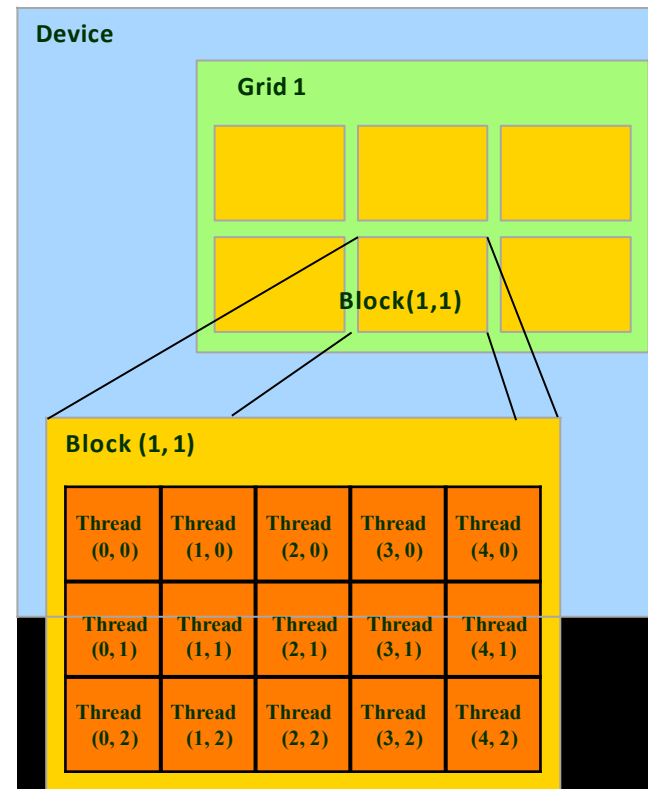 Device
Grid 1
Block(1,1)
Block (1, 1)
Thread Thread Thread Thread Thread
(0, 0) (1, 0) (2, 0) (3, 0) (4, 0)
Thread Thread Thread Thread Thread
(0, 1) (1, 1) (2, 1) (3, 1) (4, 1)
Thread Thread Thread Thread Thread
(0, 2) (1, 2) (2, 2) (3, 2) (4, 2)